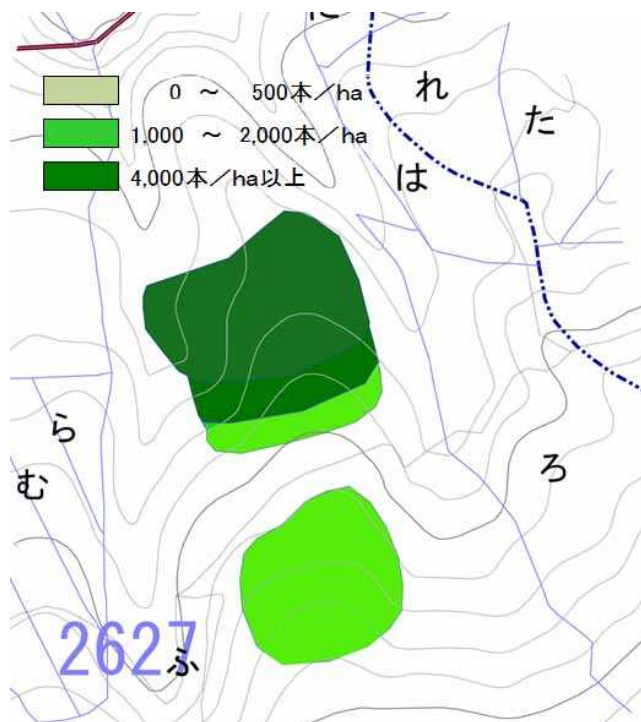 に
0 ～ 500本／ha
1,000 ～ 2,000本／ha
4,000本／ha以上
れ
た
は
ら
む
ろ
2627
ふ